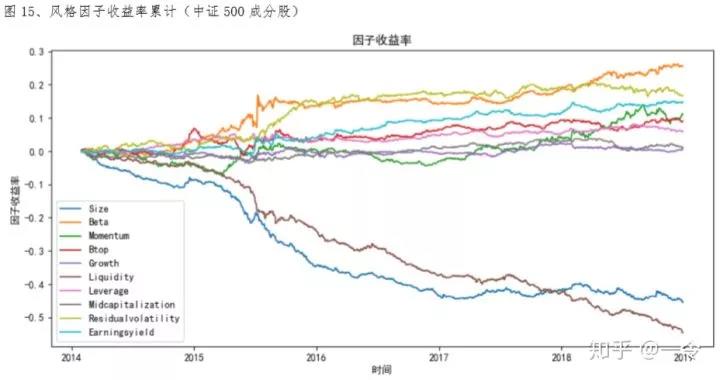 图 15、风格因子收益率累计（中证 500 成分股）
因子收益率
0.3
0.2
0.1
0.0
-0.1
-0.2
-0.3
-0.4
-0.5
因子收益率
Size
Beta
Momentum
Btop
Growth
Liquidity
Leverage
Midcapitalization
Residualvolatility
Earningsyield
2014
2015
2016
2017
2018
2019
时间
知乎 @一令